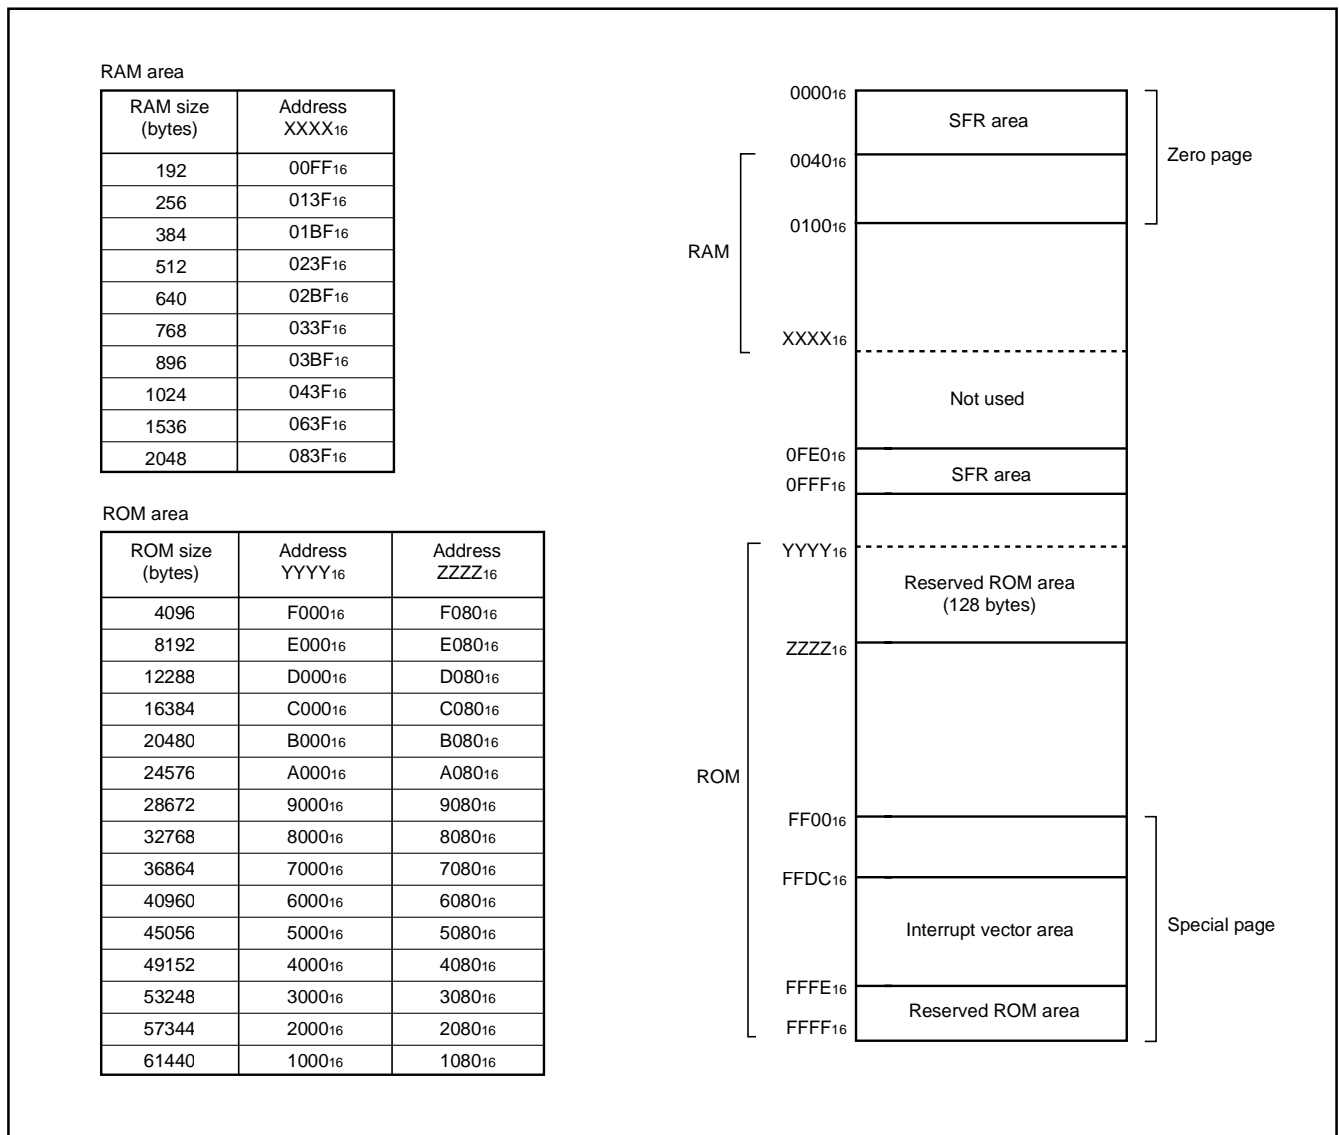 RAM area
RAM size (bytes) Address XXXX16
192 00FF16
256 013F16
384 01BF16
512 023F16
640 02BF16
768 033F16
896 03BF16
1024 043F16
1536 063F16
2048 083F16
ROM area
ROM size (bytes) Address YYYY16 Address ZZZZ16
4096 F00016 F08016
8192 E00016 E08016
12288 D00016 D08016
16384 C00016 C08016
20480 B00016 B08016
24576 A00016 A08016
28672 900016 908016
32768 800016 808016
36864 700016 708016
40960 600016 608016
45056 500016 508016
49152 400016 408016
53248 300016 308016
57344 200016 208016
61440 100016 108016
000016
SFR area
Zero page
004016
010016
RAM
XXXX16
Not used
0FE016
SFR area
0FFF16
YYYY16
Reserved ROM area
(128 bytes)
ZZZZ16
ROM
FF0016
FFDC16
Interrupt vector area
Special page
FFFE16
Reserved ROM area
FFFF16